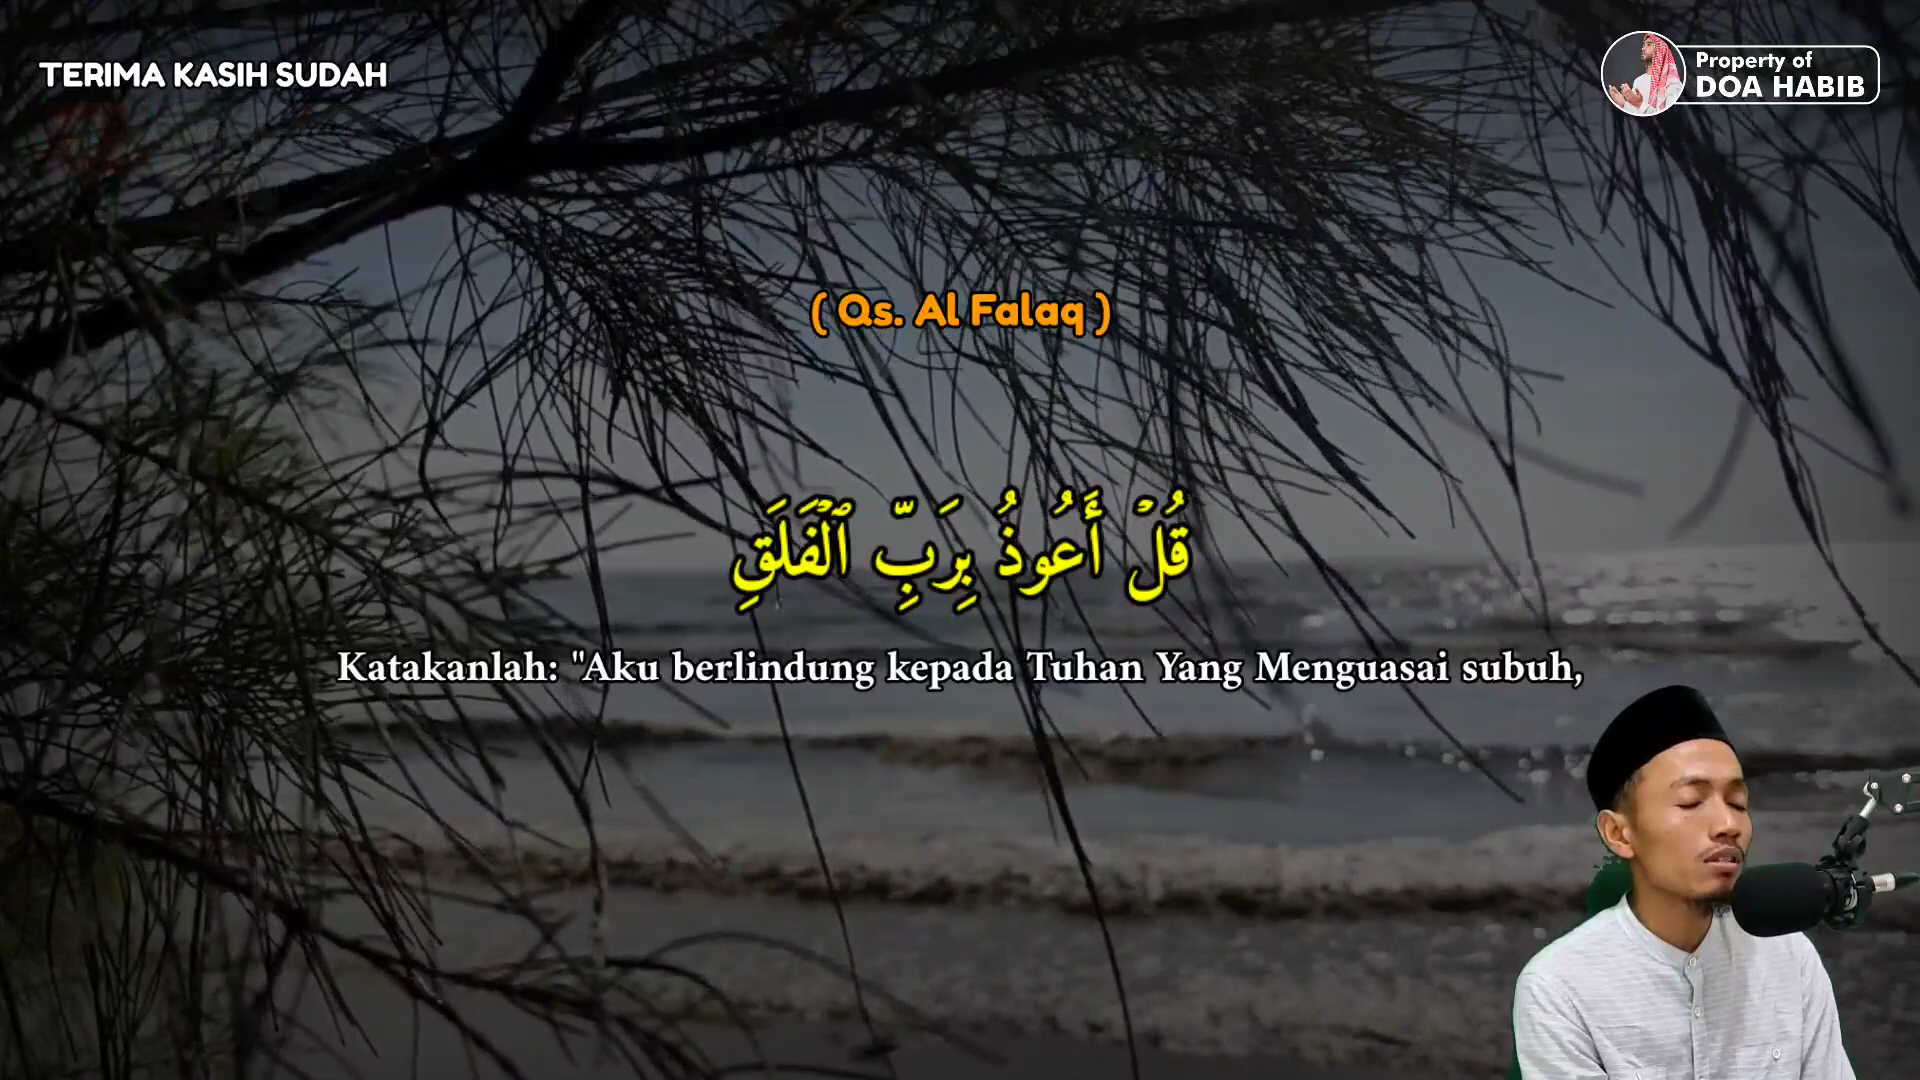 TERIMA KASIH SUDAH
Property of
DOA HABIB
( Qs. Al Falaq )
قُلْ أَعُوذُ بِرَبِّ ٱلْفَلَقِ
Katakanlah: "Aku berlindung kepada Tuhan Yang Menguasai subuh,